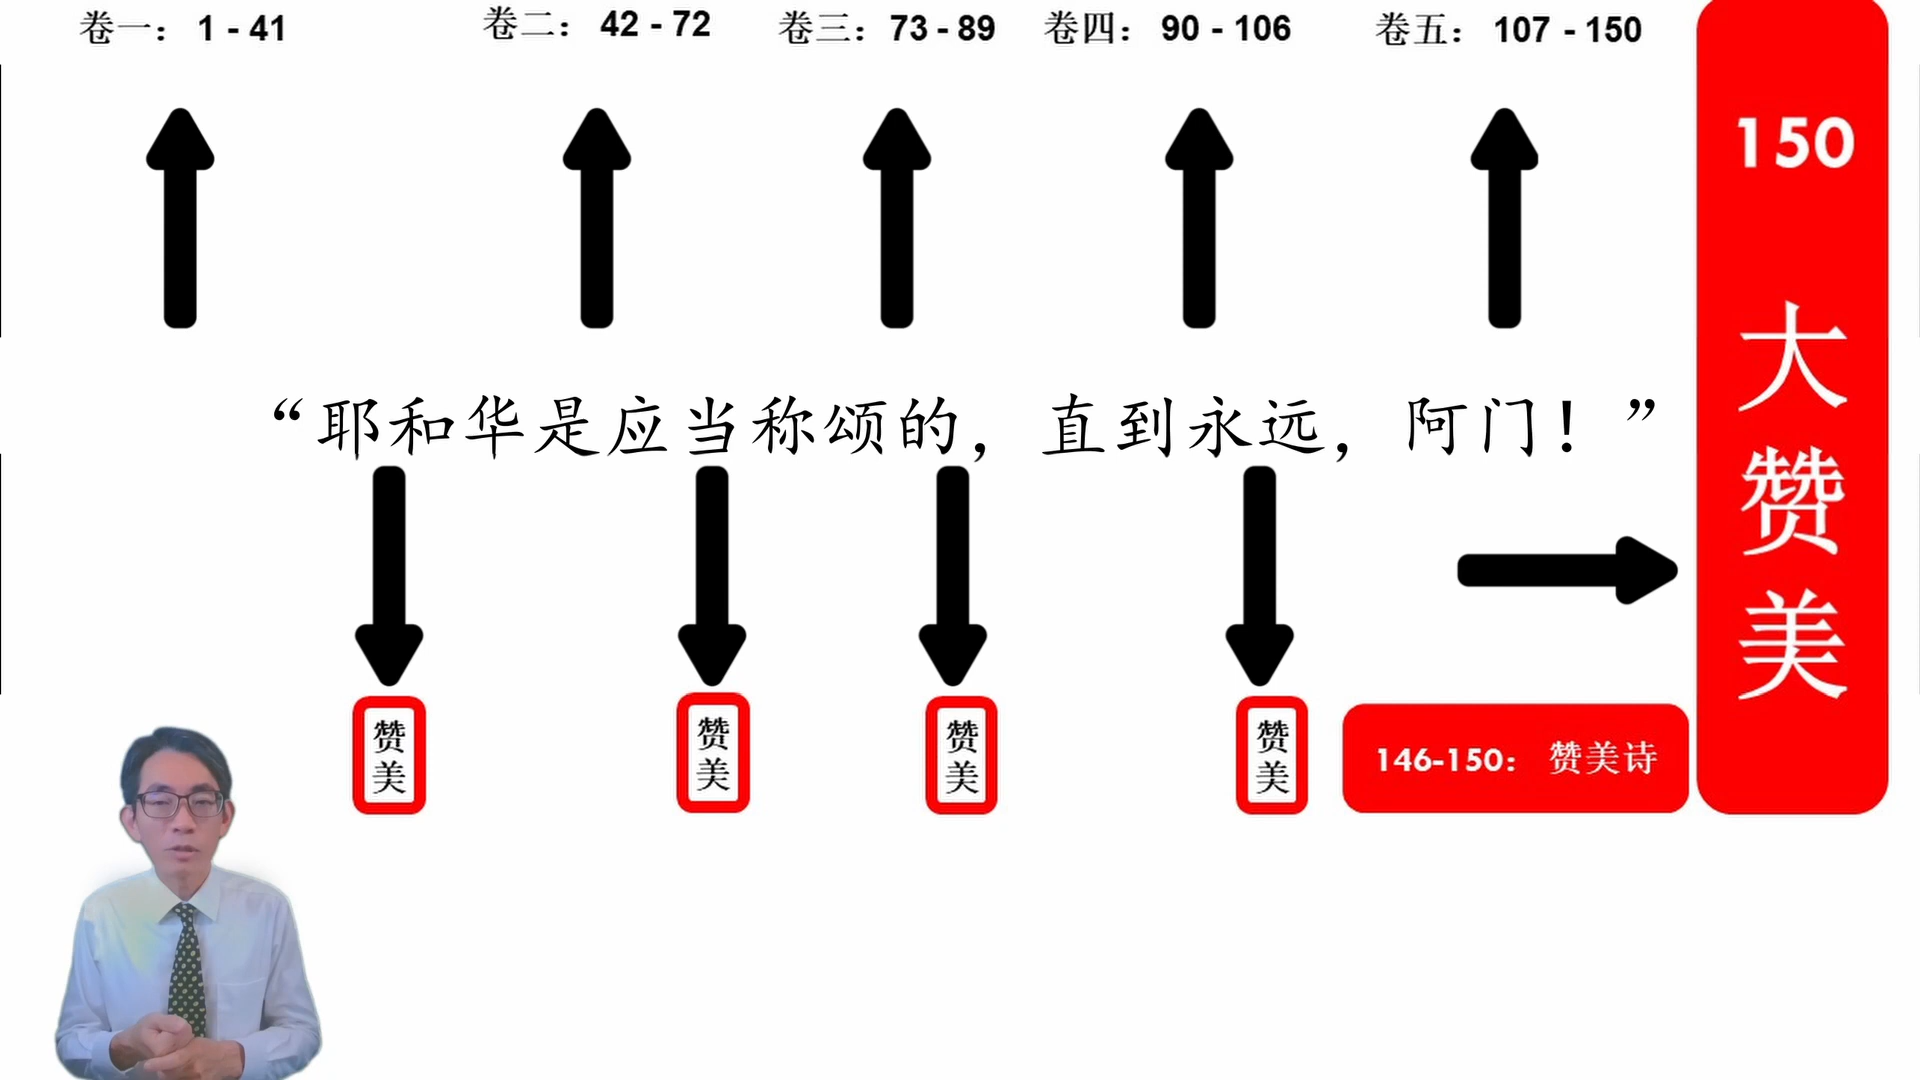 卷一：1 - 41
卷二：42 - 72
卷三：73 - 89
卷四：90 - 106
卷五：107 - 150
“耶和华是应当称颂的，直到永远，阿门！”
赞美
赞美
赞美
赞美
146-150：赞美诗
150
大赞美